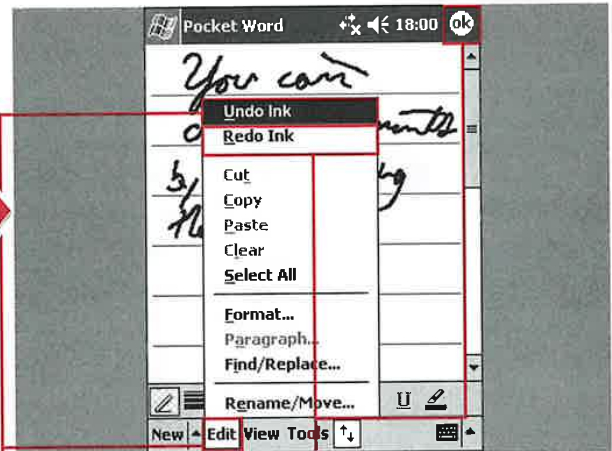 Pocket Word 18:00 ok
You can
Undo Ink
Redo Ink
Cut
Copy
Paste
Clear
Select All
Format...
Paragraph...
Find/Replace...
Rename/Move...
U
New Edit View Tools